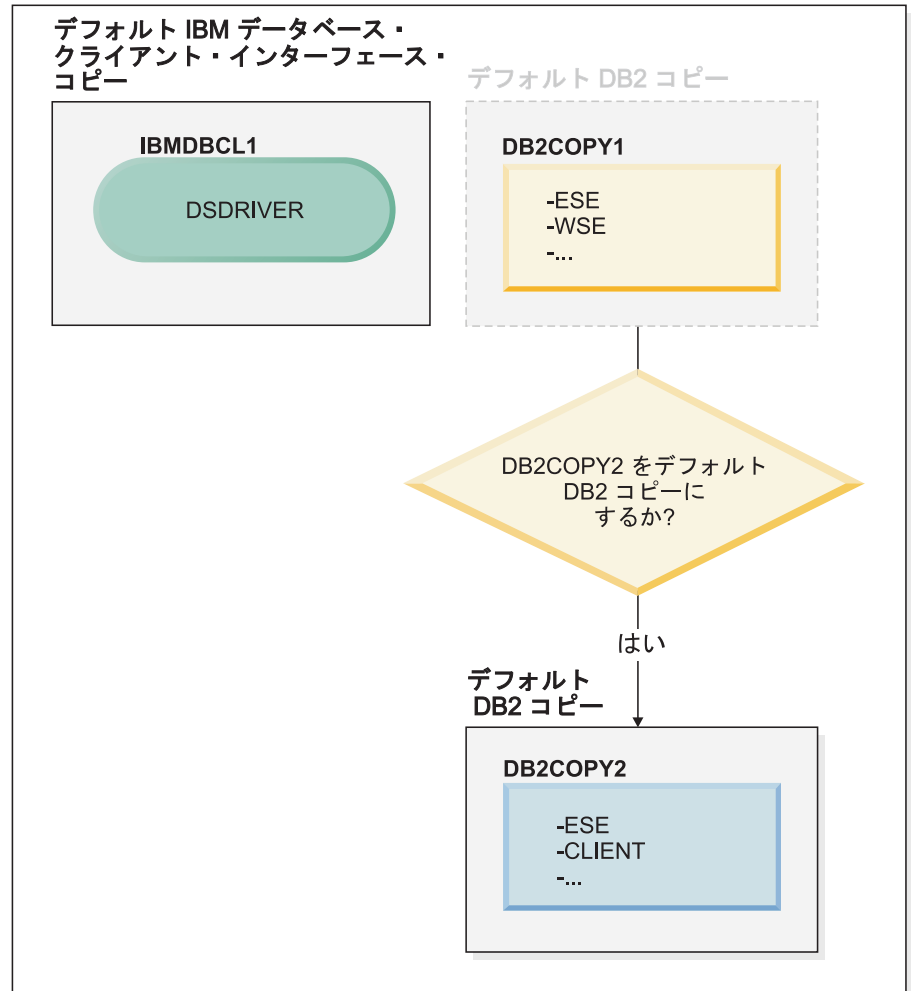 デフォルト IBM データベース・
クライアント・インターフェース・
コピー
IBMDBCL1
DSDRIVER
デフォルト DB2 コピー
DB2COPY1
-ESE
-WSE
-...
DB2COPY2 をデフォルト
DB2 コピーに
するか?
はい
デフォルト
DB2 コピー
DB2COPY2
-ESE
-CLIENT
-...